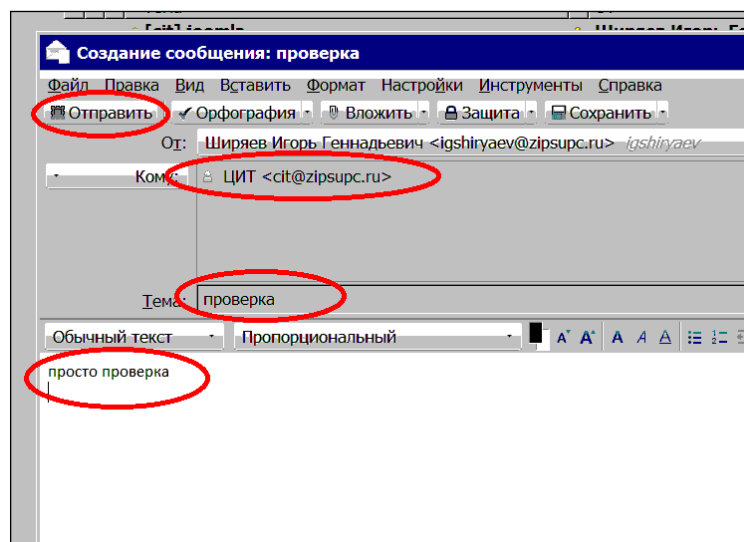 Создание сообщения: проверка
Файл Правка Вид Вставить Формат Настройки Инструменты Справка
Отправить Орфография Вложить Защита Сохранить
От: Ширяев Игорь Геннадьевич <igshiryaev@zipsupc.ru> igshiryaev
Кому: ЦИТ <cit@zipsupc.ru>
Тема: проверка
Обычный текст Пропорциональный
просто проверка